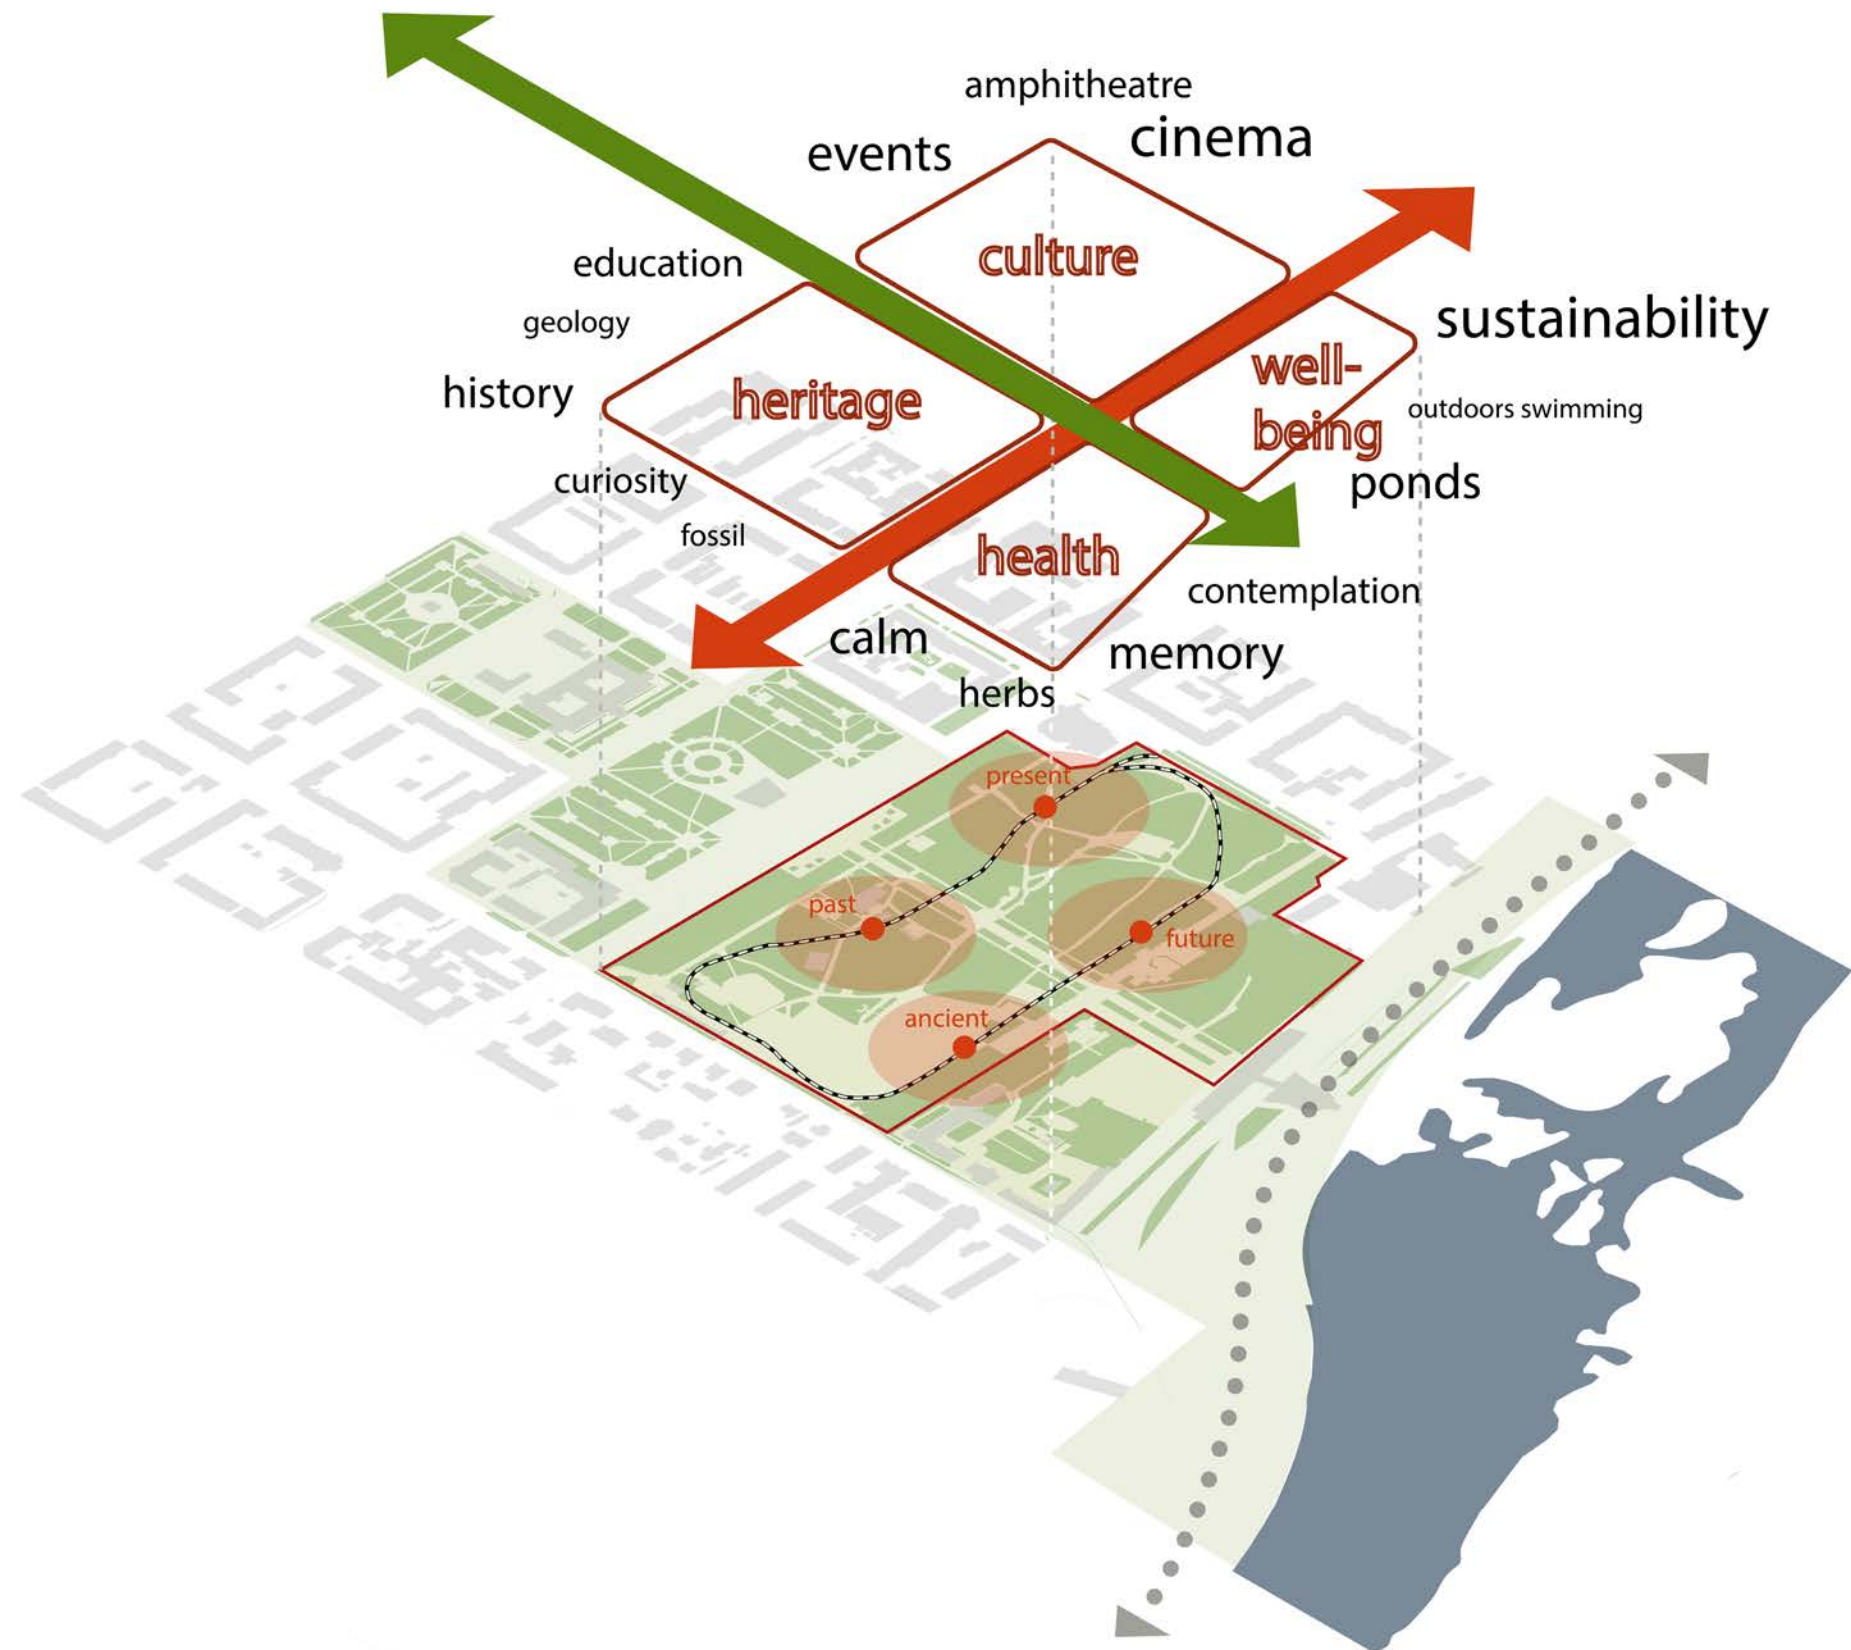 amphitheatre
cinema
events
culture
education
geology
sustainability
well-
being
history
heritage
outdoors swimming
curiosity
ponds
fossil
health
contemplation
calm
memory
herbs
present
past
future
ancient